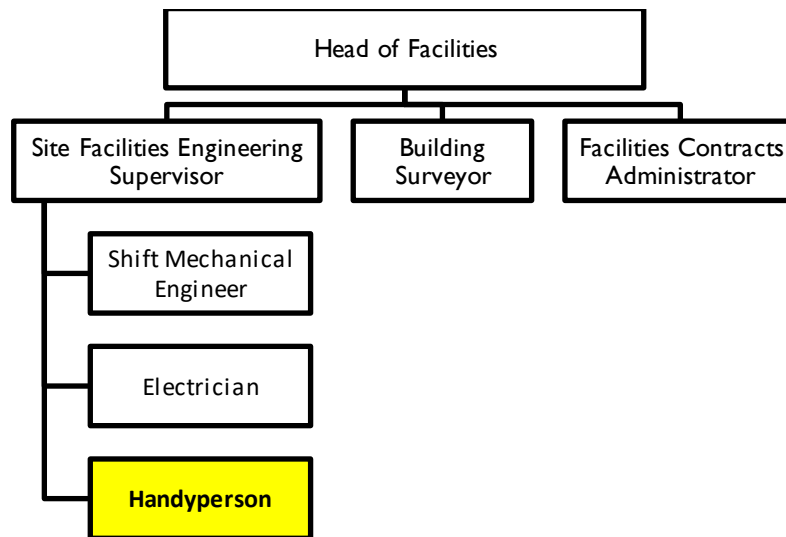 Head of Facilities
Site Facilities Engineering
Supervisor
Building
Surveyor
Facilities Contracts
Administrator
Shift Mechanical
Engineer
Electrician
Handyperson